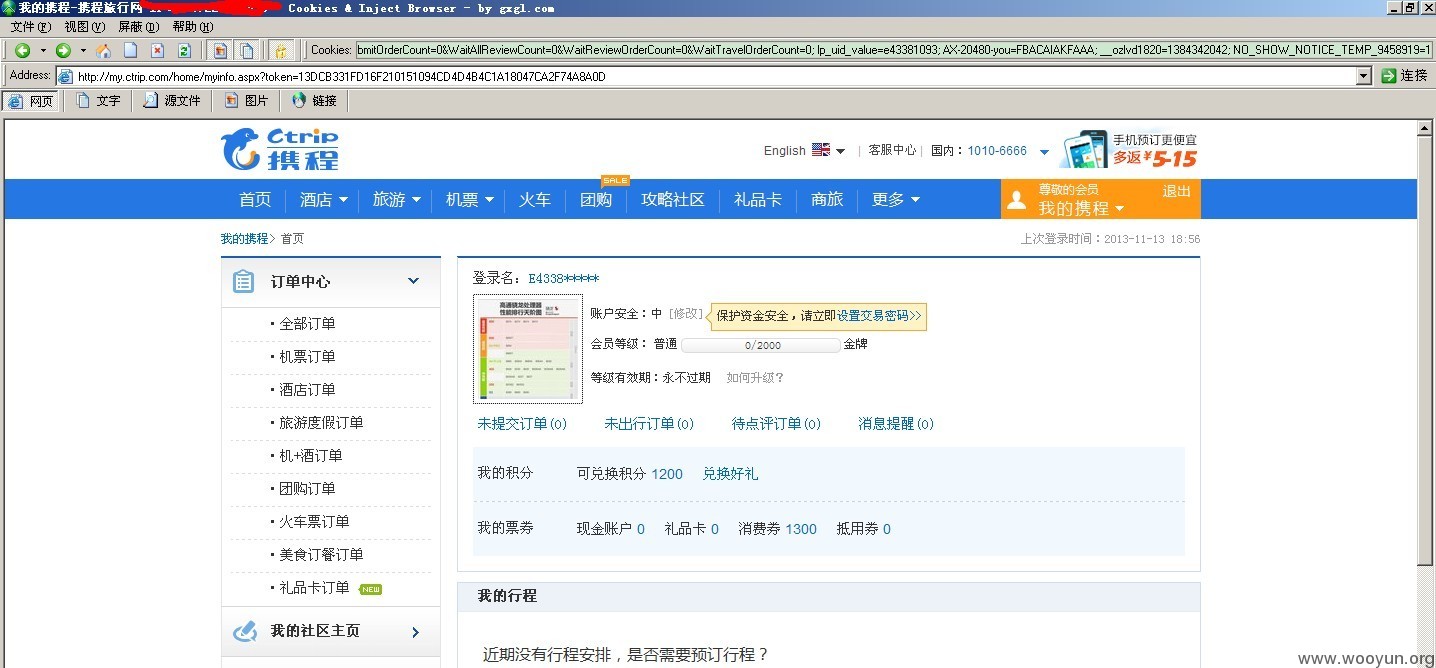 我的携程-携程旅行网 Cookies & Inject Browser - by gxgl.com
文件(F) 视图(V) 屏蔽(D) 帮助(H)
Cookies: bmitOrderCount=0&WaitAllReviewCount=0&WaitReviewOrderCount=0&WaitTravelOrderCount=0; lp_uid_value=e43381093; AX-20480-you=FBACAIAKFAAA; __ozlvd1820=1384342042; NO_SHOW_NOTICE_TEMP_9458919=1
Address: http://my.ctrip.com/home/myinfo.aspx?token=13DCB331FD16F210151094CD4D4B4C1A18047CA2F74A8A0D 连接
网页 文字 源文件 图片 链接
Ctrip 携程
English 客服中心 国内：1010-6666 手机预订更便宜
多返¥5-15
SALE
首页 酒店 旅游 机票 火车 团购 攻略社区 礼品卡 商旅 更多 尊敬的会员 退出
我的携程
我的携程> 首页 上次登录时间：2013-11-13 18:56
订单中心
全部订单
机票订单
酒店订单
旅游度假订单
机+酒订单
团购订单
火车票订单
美食订餐订单
礼品卡订单 NEW
我的社区主页
登录名： E4338*****
高通骁龙处理器
性能排行天阶图
账户安全：中 [修改] 保护资金安全，请立即设置交易密码>>
会员等级： 普通 0/2000 金牌
等级有效期：永不过期 如何升级？
未提交订单(0) 未出行订单(0) 待点评订单(0) 消息提醒(0)
我的积分 可兑换积分 1200 兑换好礼
我的票券 现金账户 0 礼品卡 0 消费券 1300 抵用券 0
我的行程
近期没有行程安排，是否需要预订行程？
www.wooyun.org